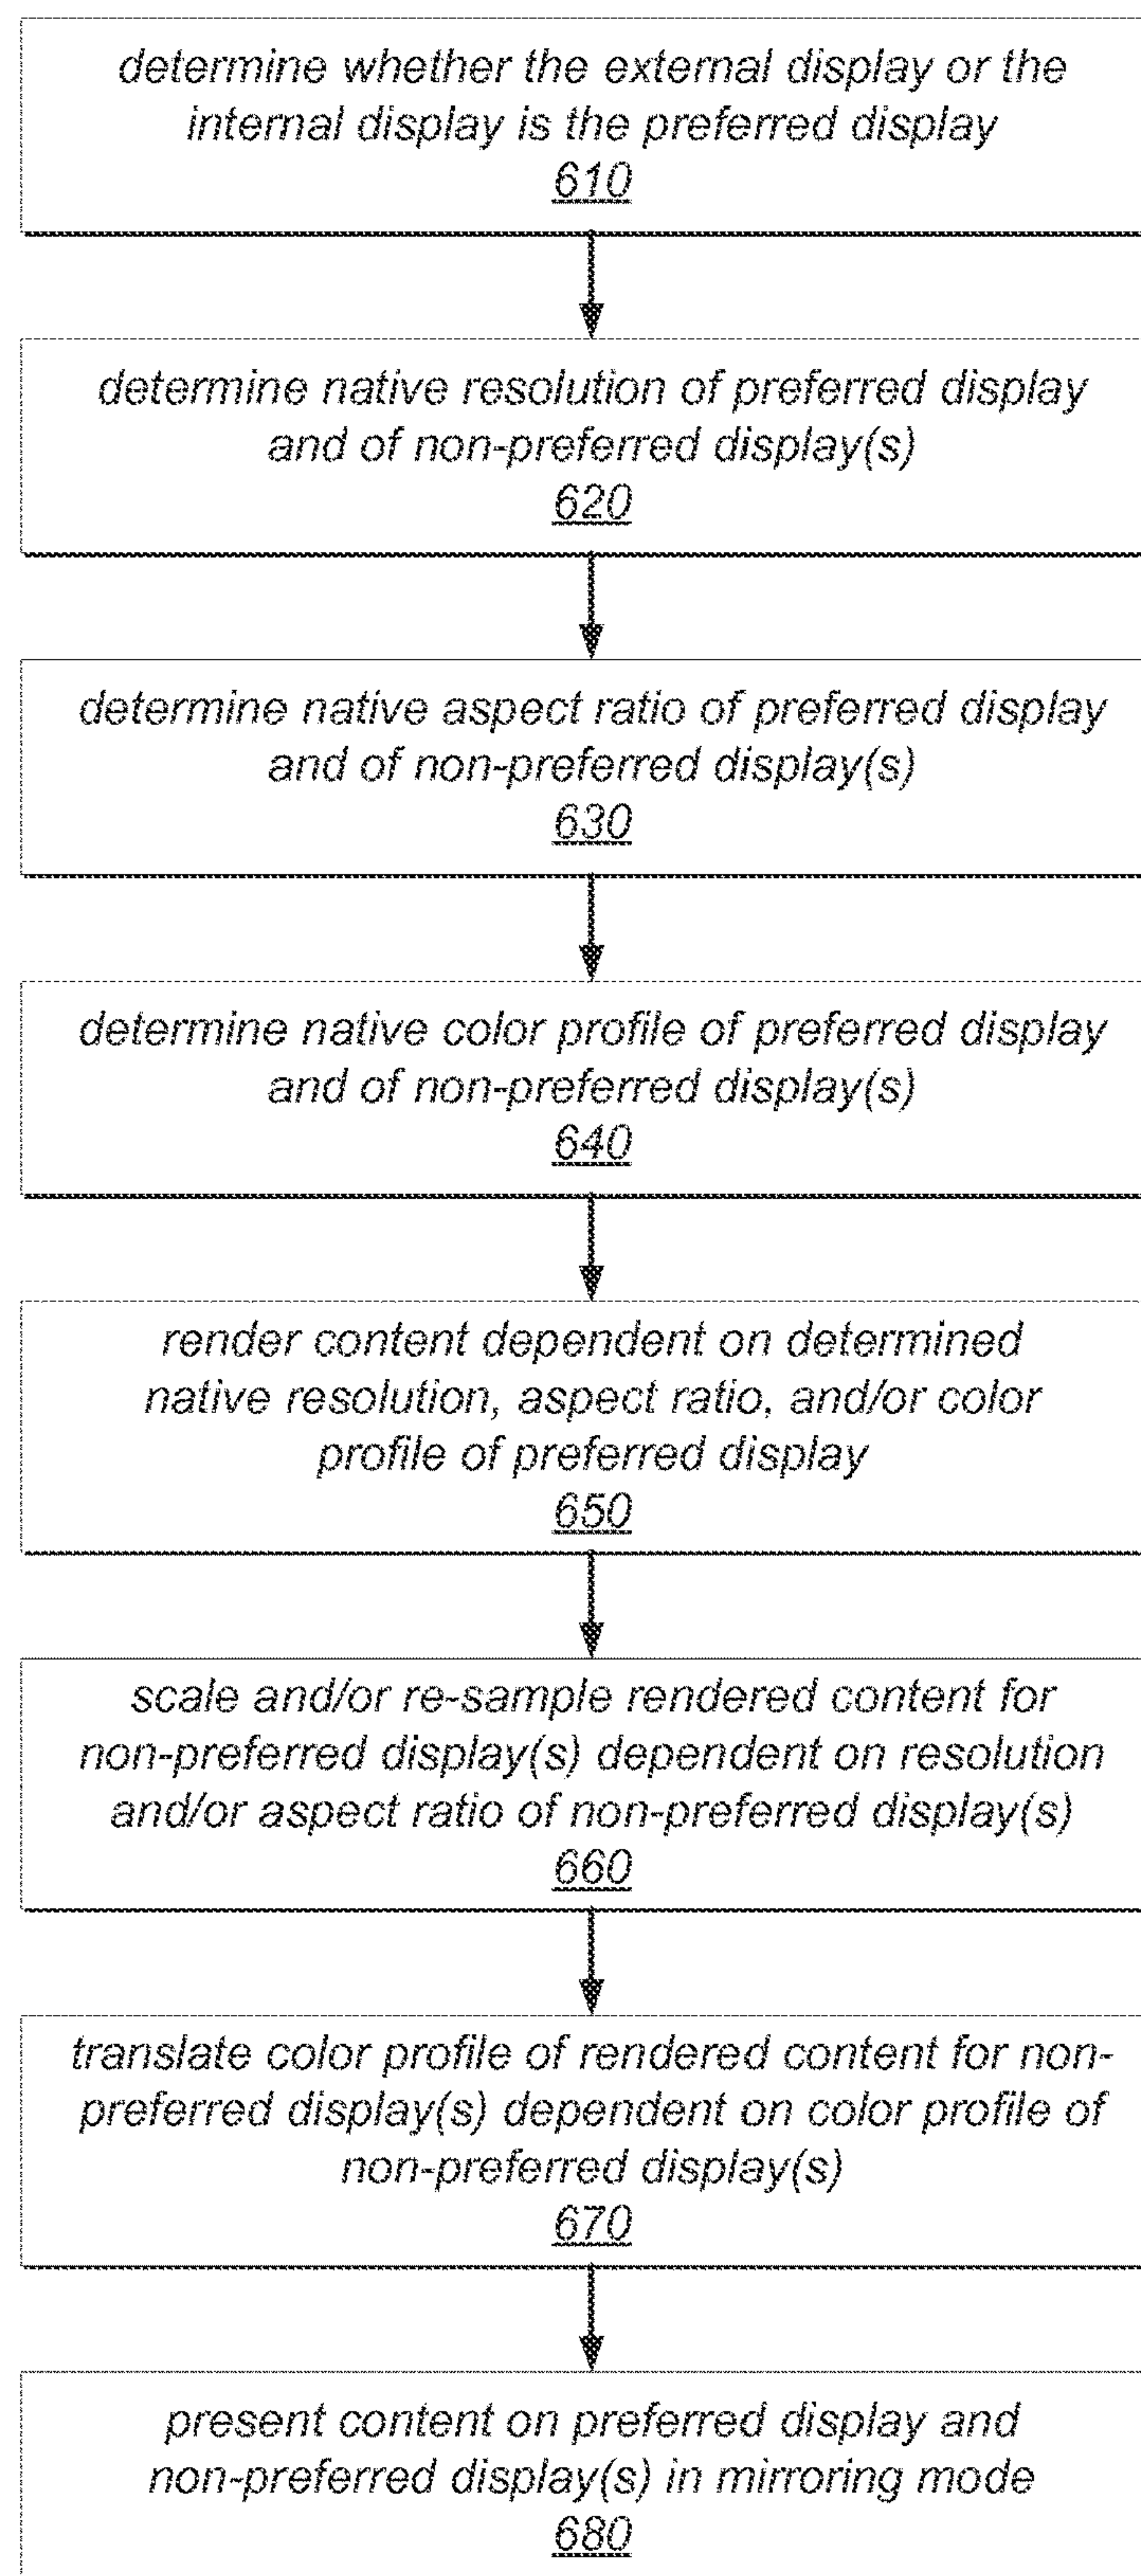 determine whether the external display or the
internal display is the preferred display
610
determine native resolution of preferred display
and of non-preferred display(s)
620
determine native aspect ratio of preferred display
and of non-preferred display(s)
630
determine native color profile of preferred display
and of non-preferred display(s)
640
render content dependent on determined
native resolution, aspect ratio, and/or color
profile of preferred display
650
scale and/or re-sample rendered content for
non-preferred display(s) dependent on resolution
and/or aspect ratio of non-preferred display(s)
660
translate color profile of rendered content for non-
preferred display(s) dependent on color profile of
non-preferred display(s)
670
present content on preferred display and
non-preferred display(s) in mirroring mode
680